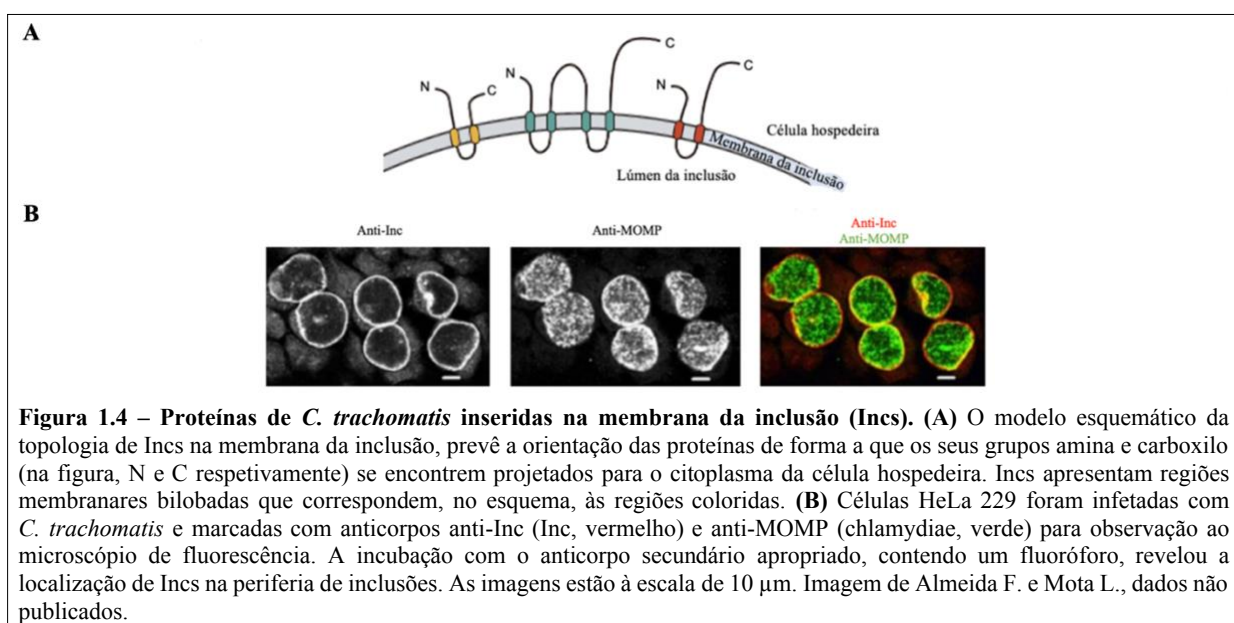 A
N
C
N
C
N
C
Célula hospedeira
Membrana da inclusão
Lúmen da inclusão
B
Anti-Inc
Anti-MOMP
Anti-Inc
Anti-MOMP
Figura 1.4 – Proteínas de C. trachomatis inseridas na membrana da inclusão (Incs). (A) O modelo esquemático da
topologia de Incs na membrana da inclusão, prevê a orientação das proteínas de forma a que os seus grupos amina e carboxilo
(na figura, N e C respetivamente) se encontrem projetados para o citoplasma da célula hospedeira. Incs apresentam regiões
membranares bilobadas que correspondem, no esquema, às regiões coloridas. (B) Células HeLa 229 foram infetadas com
C. trachomatis e marcadas com anticorpos anti-Inc (Inc, vermelho) e anti-MOMP (chlamydiae, verde) para observação ao
microscópio de fluorescência. A incubação com o anticorpo secundário apropriado, contendo um fluoróforo, revelou a
localização de Incs na periferia de inclusões. As imagens estão à escala de 10 µm. Imagem de Almeida F. e Mota L., dados não
publicados.